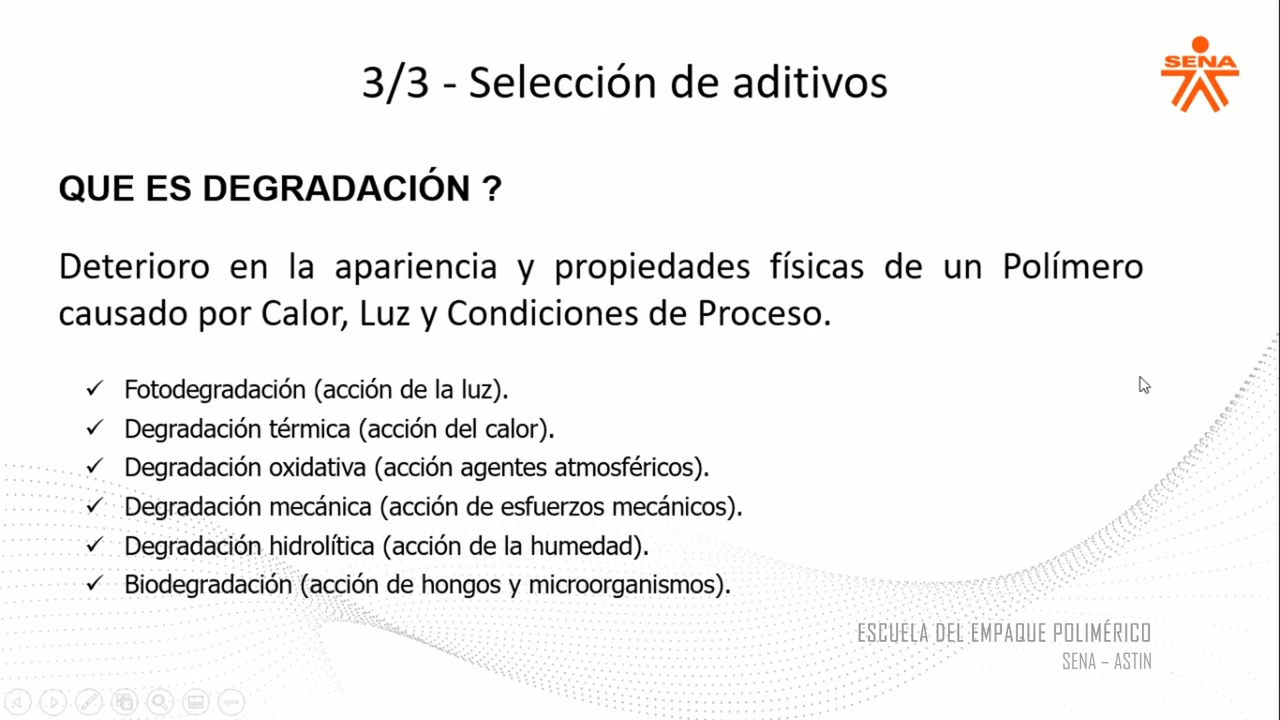 3/3 - Selección de aditivos
SENA
QUE ES DEGRADACIÓN ?
Deterioro en la apariencia y propiedades físicas de un Polímero
causado por Calor, Luz y Condiciones de Proceso.
✓ Fotodegradación (acción de la luz).
✓ Degradación térmica (acción del calor).
✓ Degradación oxidativa (acción agentes atmosféricos).
✓ Degradación mecánica (acción de esfuerzos mecánicos).
✓ Degradación hidrolítica (acción de la humedad).
✓ Biodegradación (acción de hongos y microorganismos).
ESCUELA DEL EMPAQUE POLIMÉRICO
SENA – ASTIN